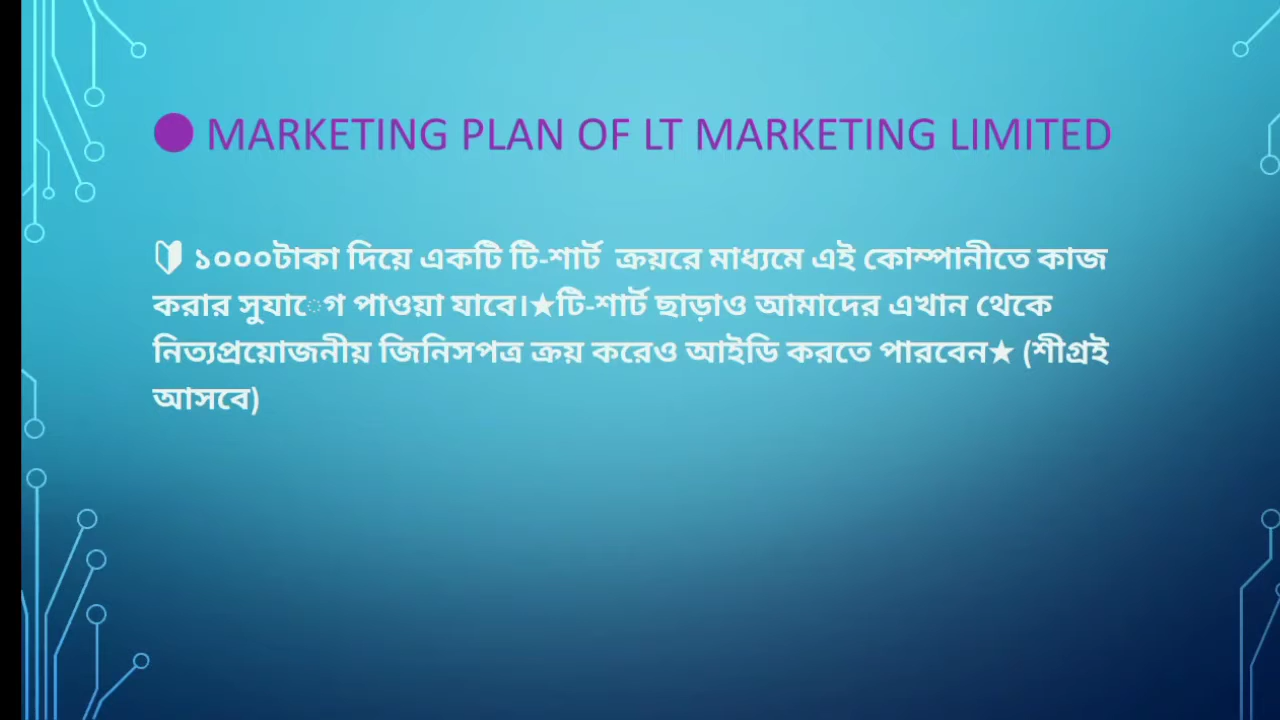 MARKETING PLAN OF LT MARKETING LIMITED
🔰 ১০০০টাকা দিয়ে একটি টি-শার্ট ক্রয়রে মাধ্যমে এই কোম্পানীতে কাজ
করার সুযােগ পাওয়া যাবে।★টি-শার্ট ছাড়াও আমাদের এখান থেকে
নিত্যপ্রয়োজনীয় জিনিসপত্র ক্রয় করেও আইডি করতে পারবেন★ (শীগ্রই
আসবে)